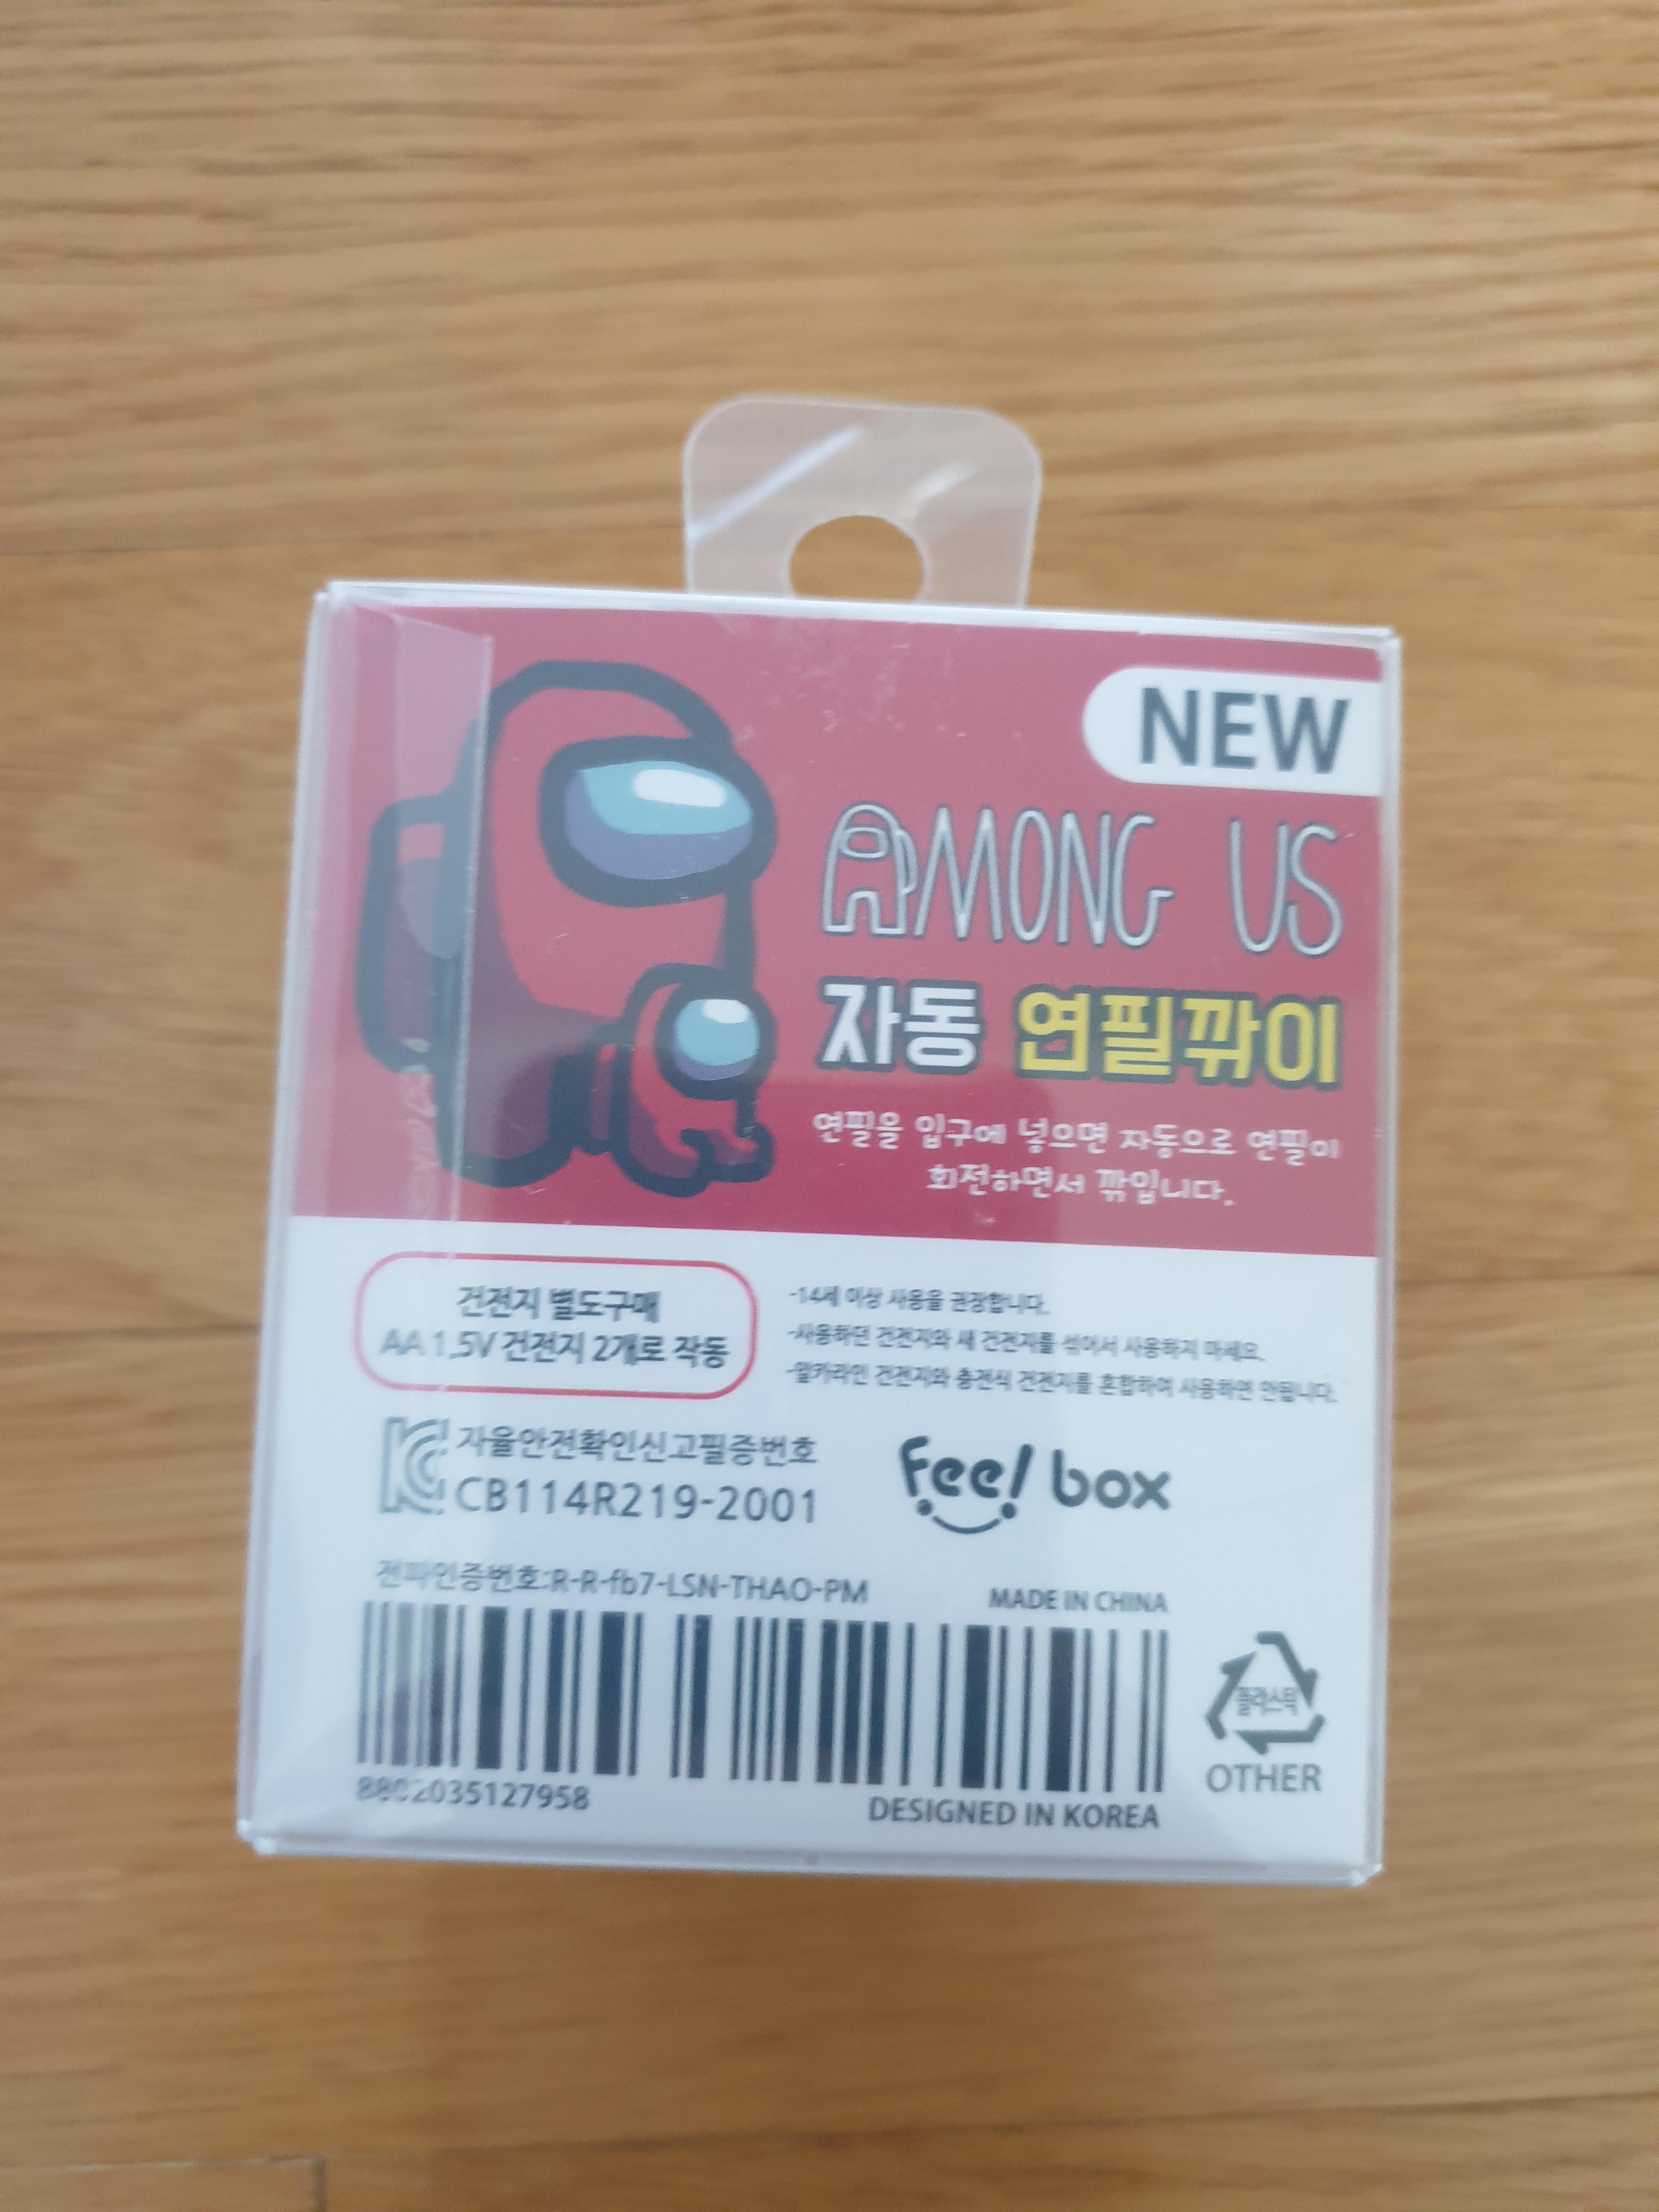 NEW
AMONG US
자동 연필깎이
연필을 입구에 넣으면 자동으로 연필이
회전하면서 깎입니다.
건전지 별도구매
AA 1.5V 건전지 2개로 작동
-14세 이상 사용을 권장합니다.
-사용하던 건전지와 새 건전지를 섞어서 사용하지 마세요.
-알카라인 건전지와 충전식 건전지를 혼합하여 사용하면 안됩니다.
자율안전확인신고필증번호
CB114R219-2001
Feel box
전파인증번호:R-R-fb7-LSN-THAO-PM
MADE IN CHINA
플라스틱
OTHER
8802035127958
DESIGNED IN KOREA